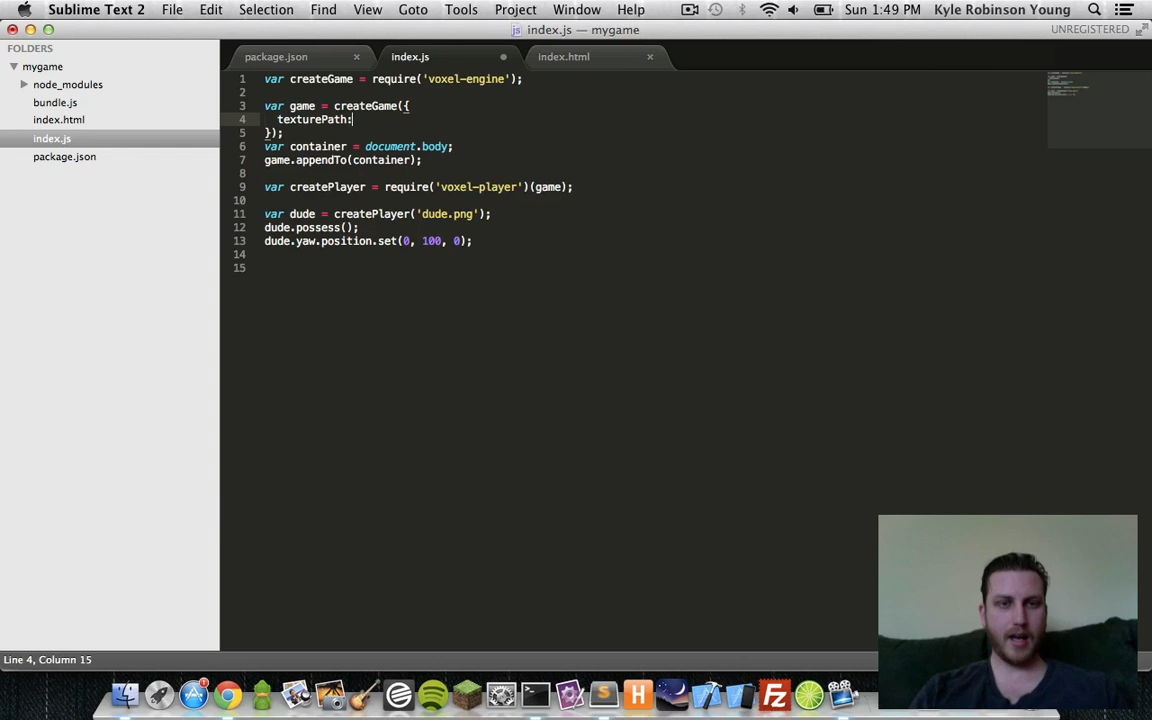 Sublime Text 2 File Edit Selection Find View Goto Tools Project Window Help Sun 1:49 PM Kyle Robinson Young
index.js — mygame UNREGISTERED
FOLDERS
mygame
node_modules
bundle.js
index.html
index.js
package.json
package.json index.js index.html
1 var createGame = require('voxel-engine');
2
3 var game = createGame({
4 texturePath:
5 });
6 var container = document.body;
7 game.appendTo(container);
8
9 var createPlayer = require('voxel-player')(game);
10
11 var dude = createPlayer('dude.png');
12 dude.possess();
13 dude.yaw.position.set(0, 100, 0);
14
15
Line 4, Column 15